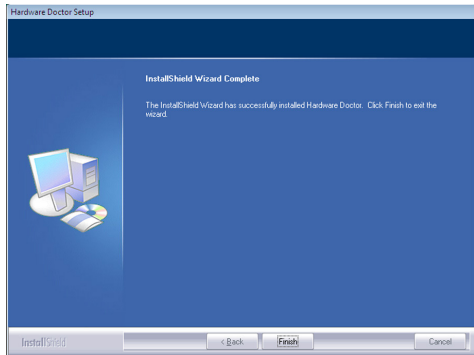 Hardware Doctor Setup
InstallShield Wizard Complete
The InstallShield Wizard has successfully installed Hardware Doctor. Click Finish to exit the
wizard.
InstallShield
< Back
Finish
Cancel